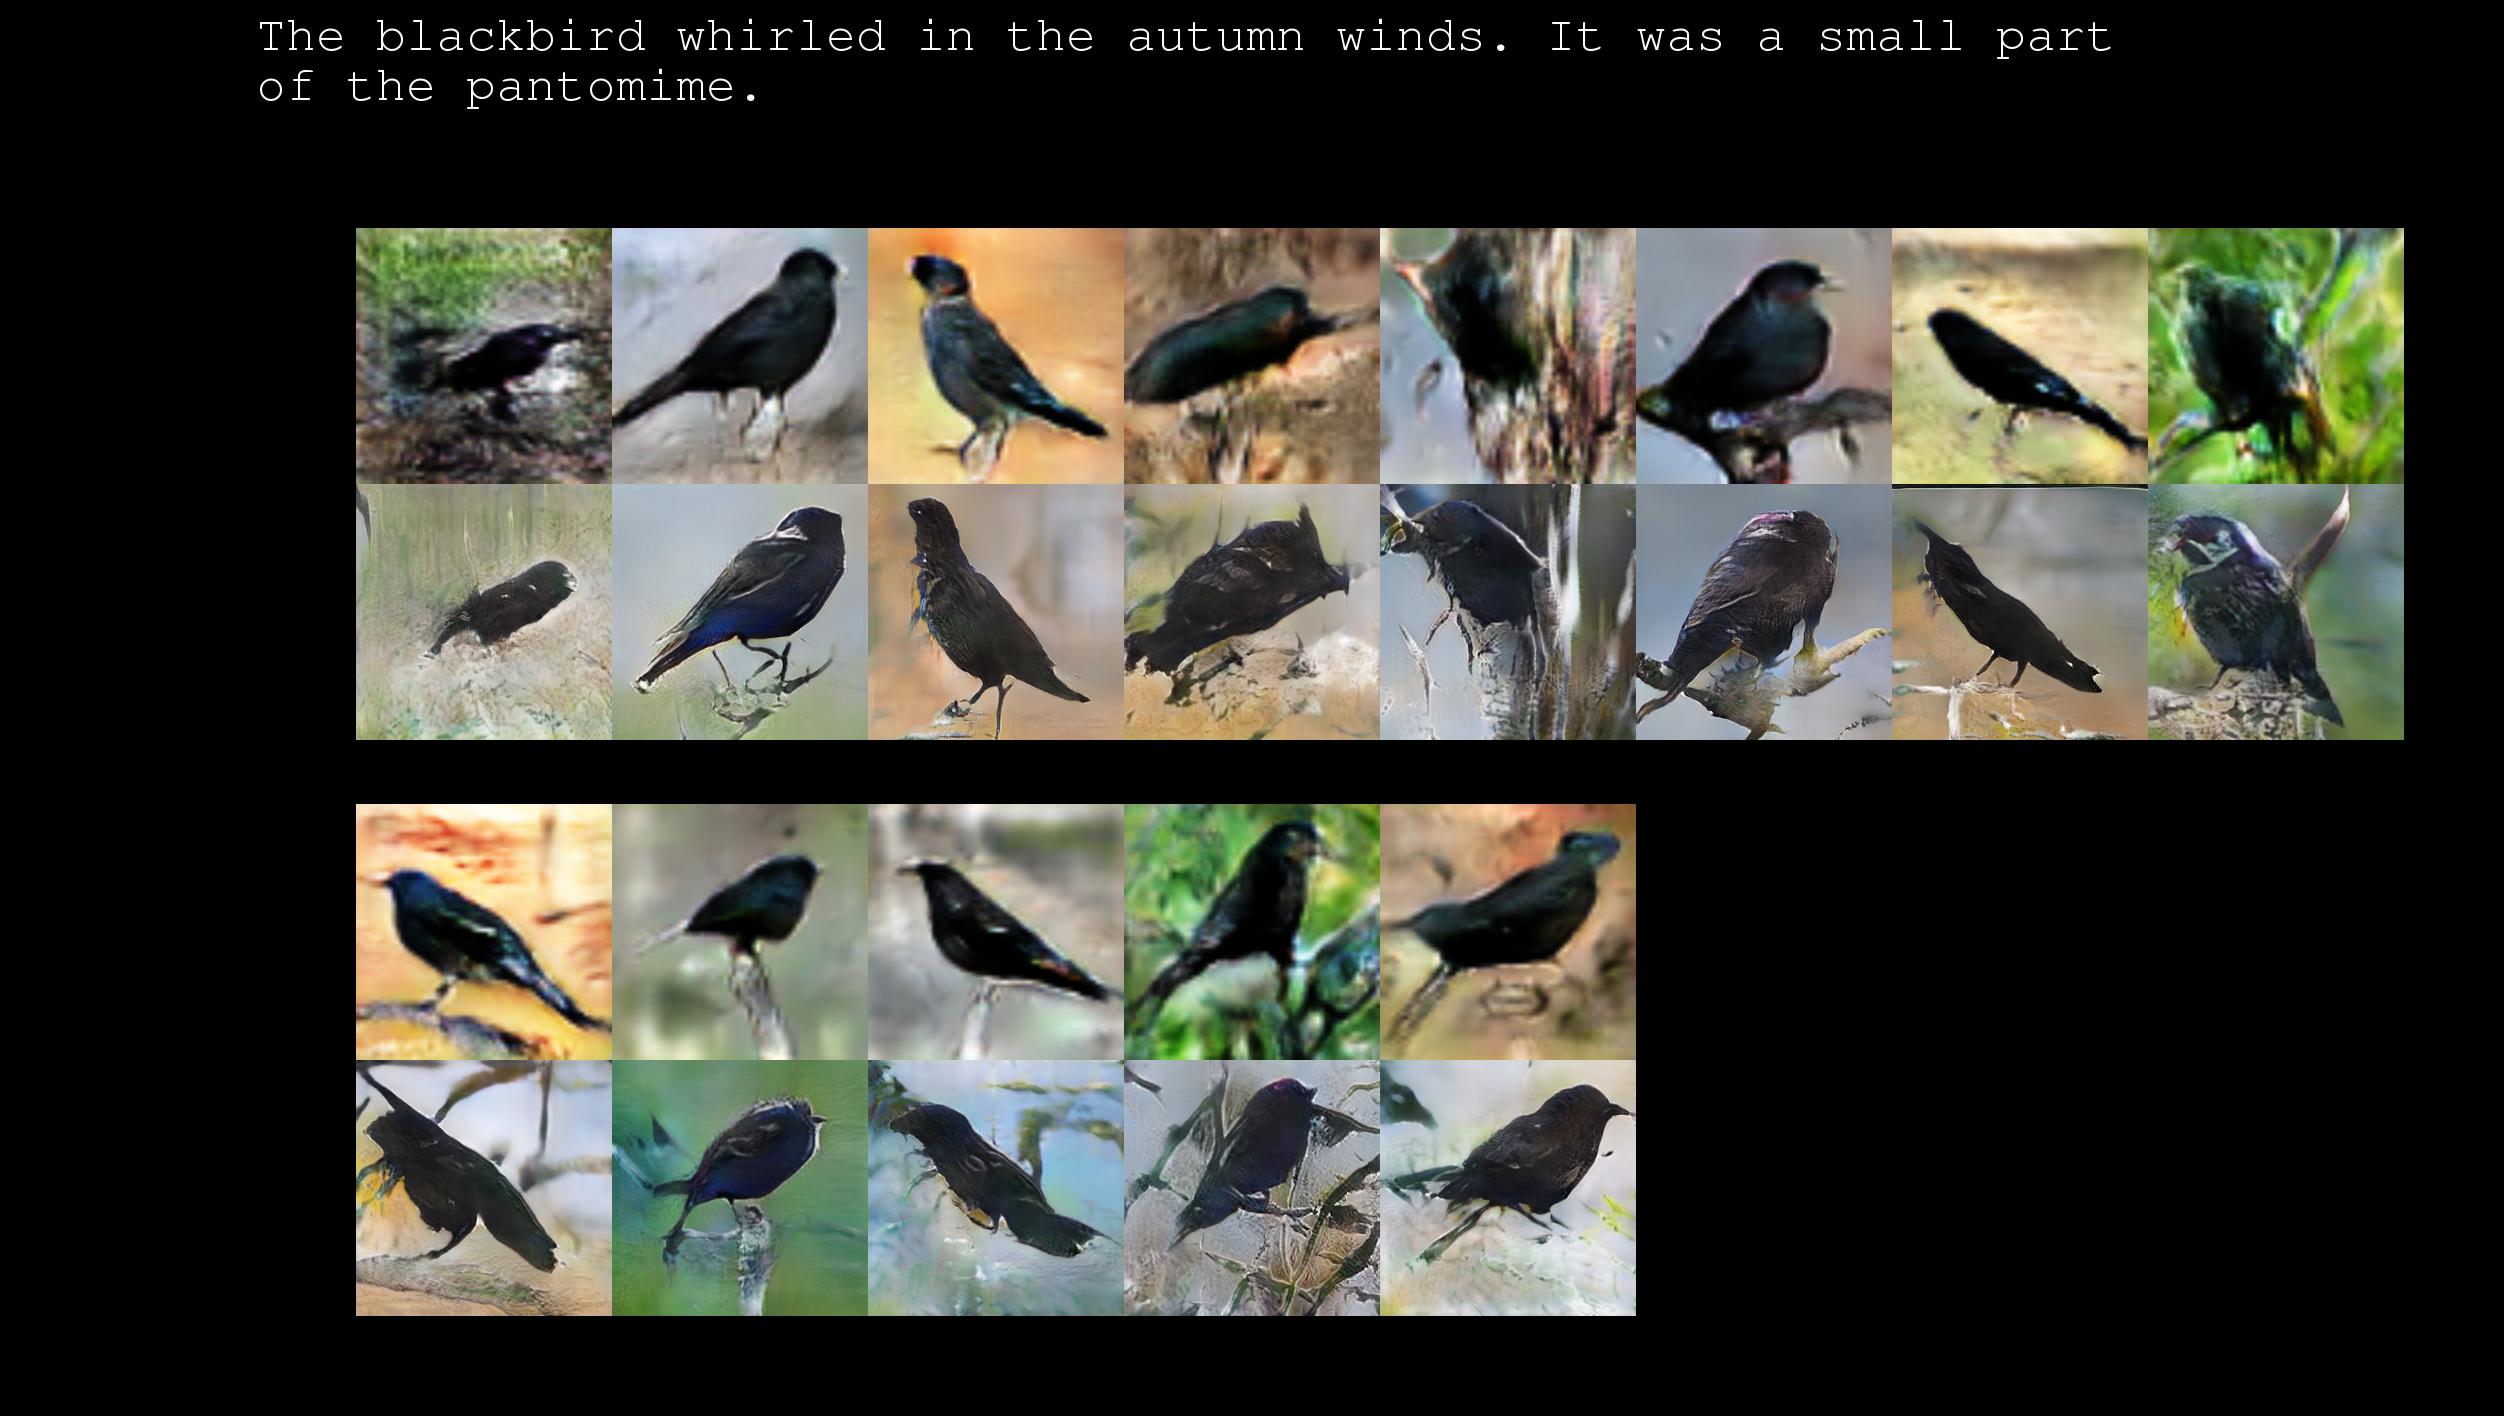 The blackbird whirled in the autumn winds. It was a small part
of the pantomime.